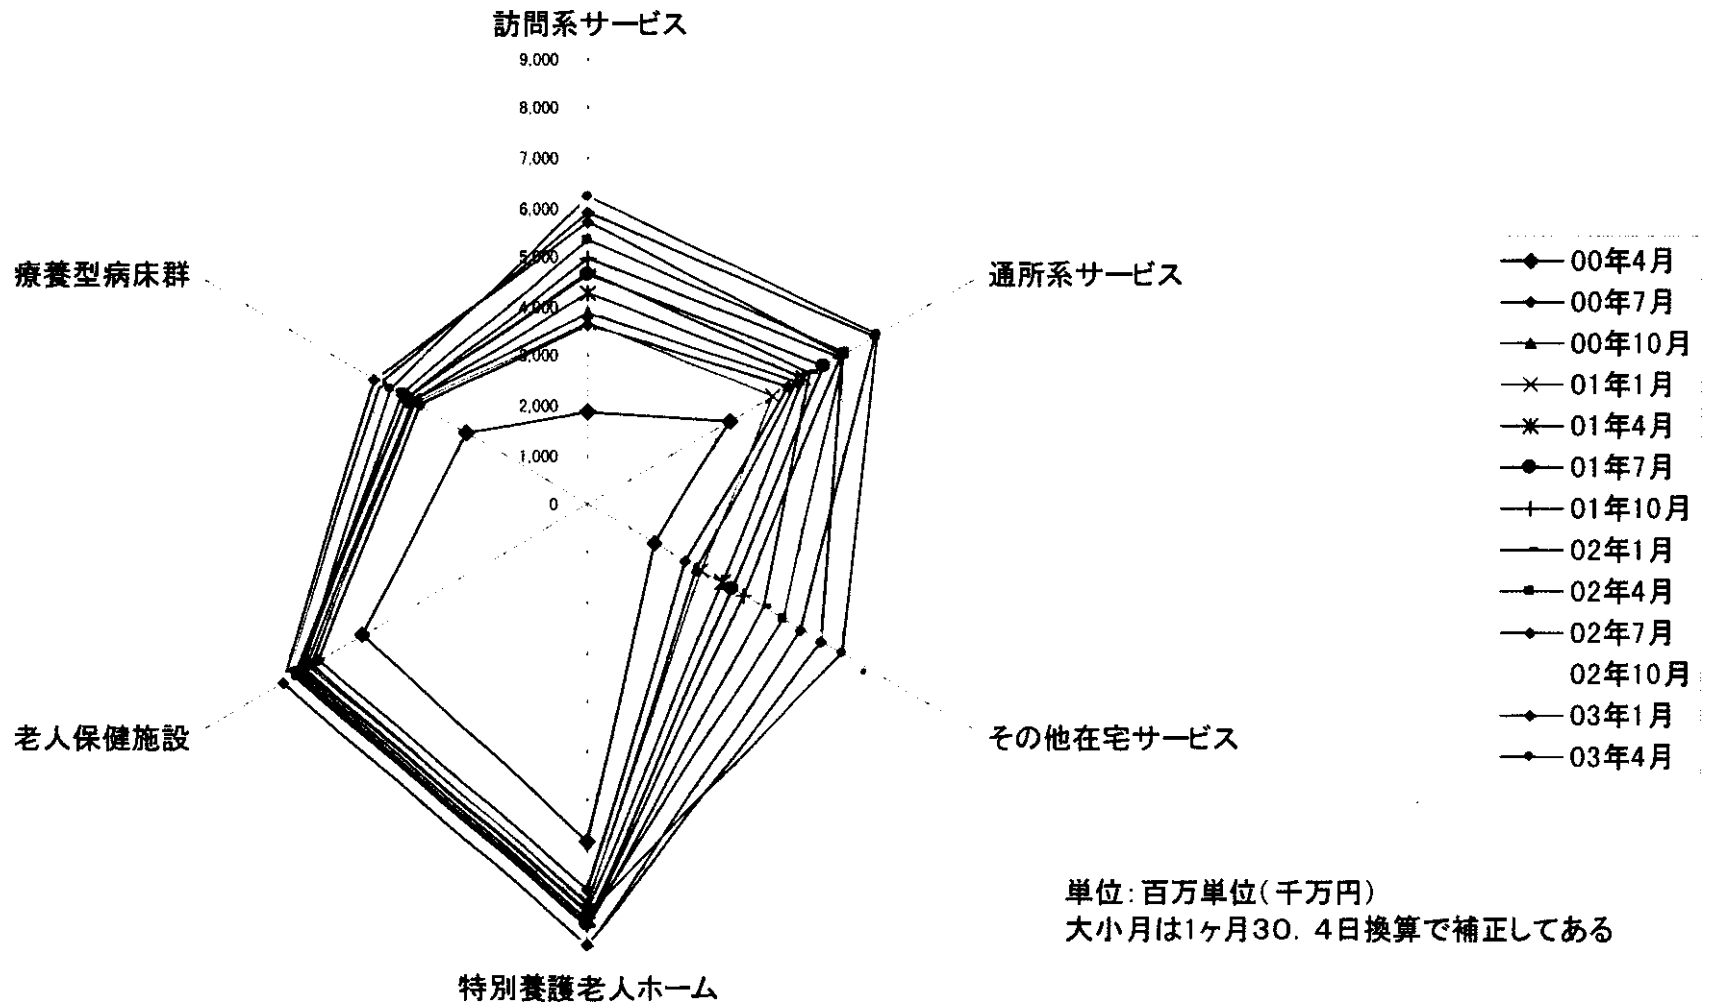 訪問系サービス
9,000
8,000
7,000
6,000
5,000
4,000
3,000
2,000
1,000
0
療養型病床群
通所系サービス
老人保健施設
その他在宅サービス
特別養護老人ホーム
00年4月
00年7月
00年10月
01年1月
01年4月
01年7月
01年10月
02年1月
02年4月
02年7月
02年10月
03年1月
03年4月
単位:百万単位(千万円)
大小月は1ヶ月30.4日換算で補正してある